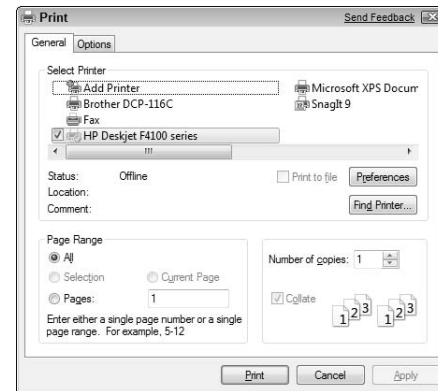 Print
Send Feedback
General Options
Select Printer
Add Printer
Brother DCP-116C
Fax
HP Deskjet F4100 series
Microsoft XPS Docum
SnagIt 9
Status: Offline
Location:
Comment:
Print to file
Preferences
Find Printer...
Page Range
All
Selection Current Page
Pages: 1
Enter either a single page number or a single
page range. For example, 5-12
Number of copies: 1
Collate
1 2 3 1 2 3
Print Cancel Apply